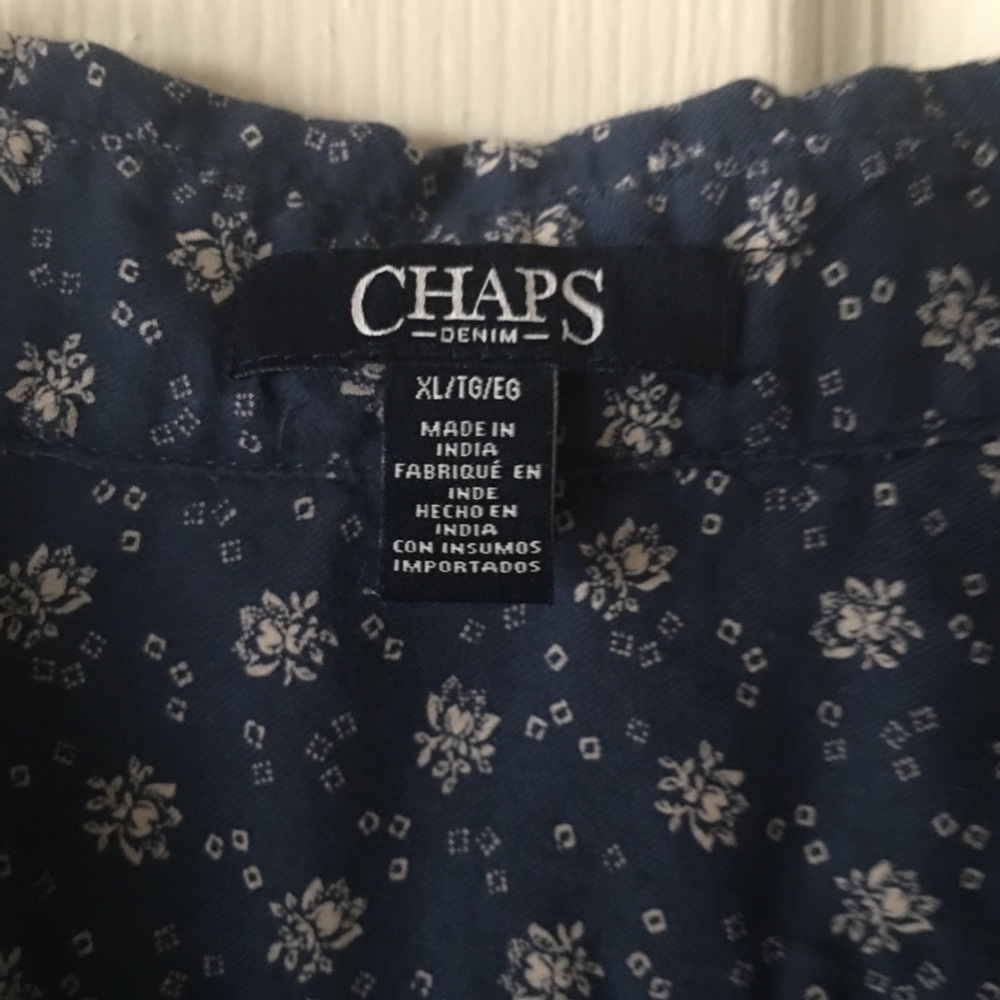 CHAPS
DENIM
XL/TG/EG
MADE IN
INDIA
FABRIQUÉ EN
INDE
HECHO EN
INDIA
CON INSUMOS
IMPORTADOS